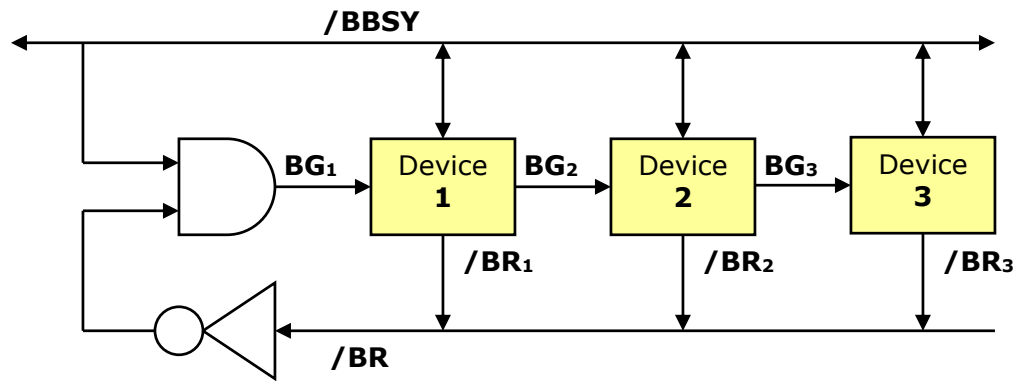 /BBSY
BG₁
Device
1
BG₂
Device
2
BG₃
Device
3
/BR₁
/BR₂
/BR₃
/BR